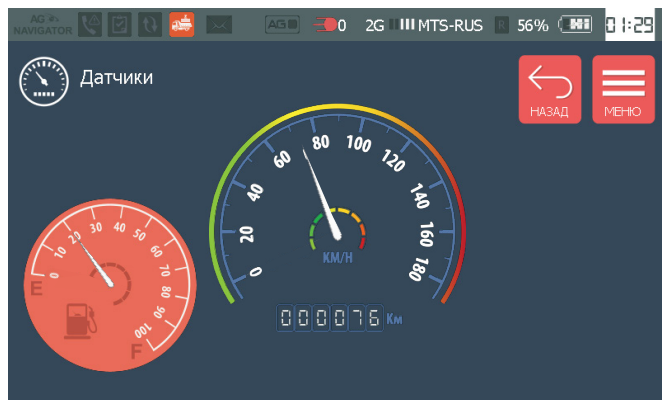 AG NAVIGATOR AG 0 2G MTS-RUS R 56% 01:29
Датчики
НАЗАД МЕНЮ
0 20 40 60 80 100 120 140 160 180
KM/H
000076 Км
0 10 20 30 40 50 60 70 80 90 100
E
F